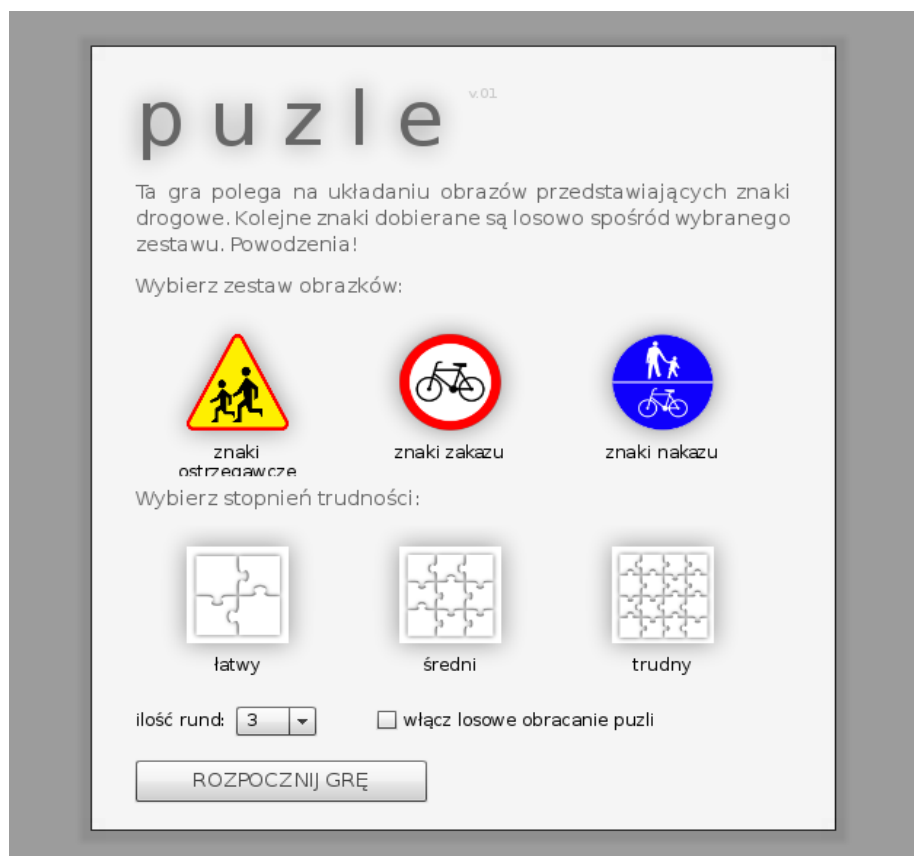 puzle v.01
Ta gra polega na układaniu obrazów przedstawiających znaki
drogowe. Kolejne znaki dobierane są losowo spośród wybranego
zestawu. Powodzenia!
Wybierz zestaw obrazków:
znaki
ostrzegawcze
znaki zakazu
znaki nakazu
Wybierz stopnień trudności:
łatwy
średni
trudny
ilość rund: 3
włącz losowe obracanie puzli
ROZPOCZNIJ GRĘ